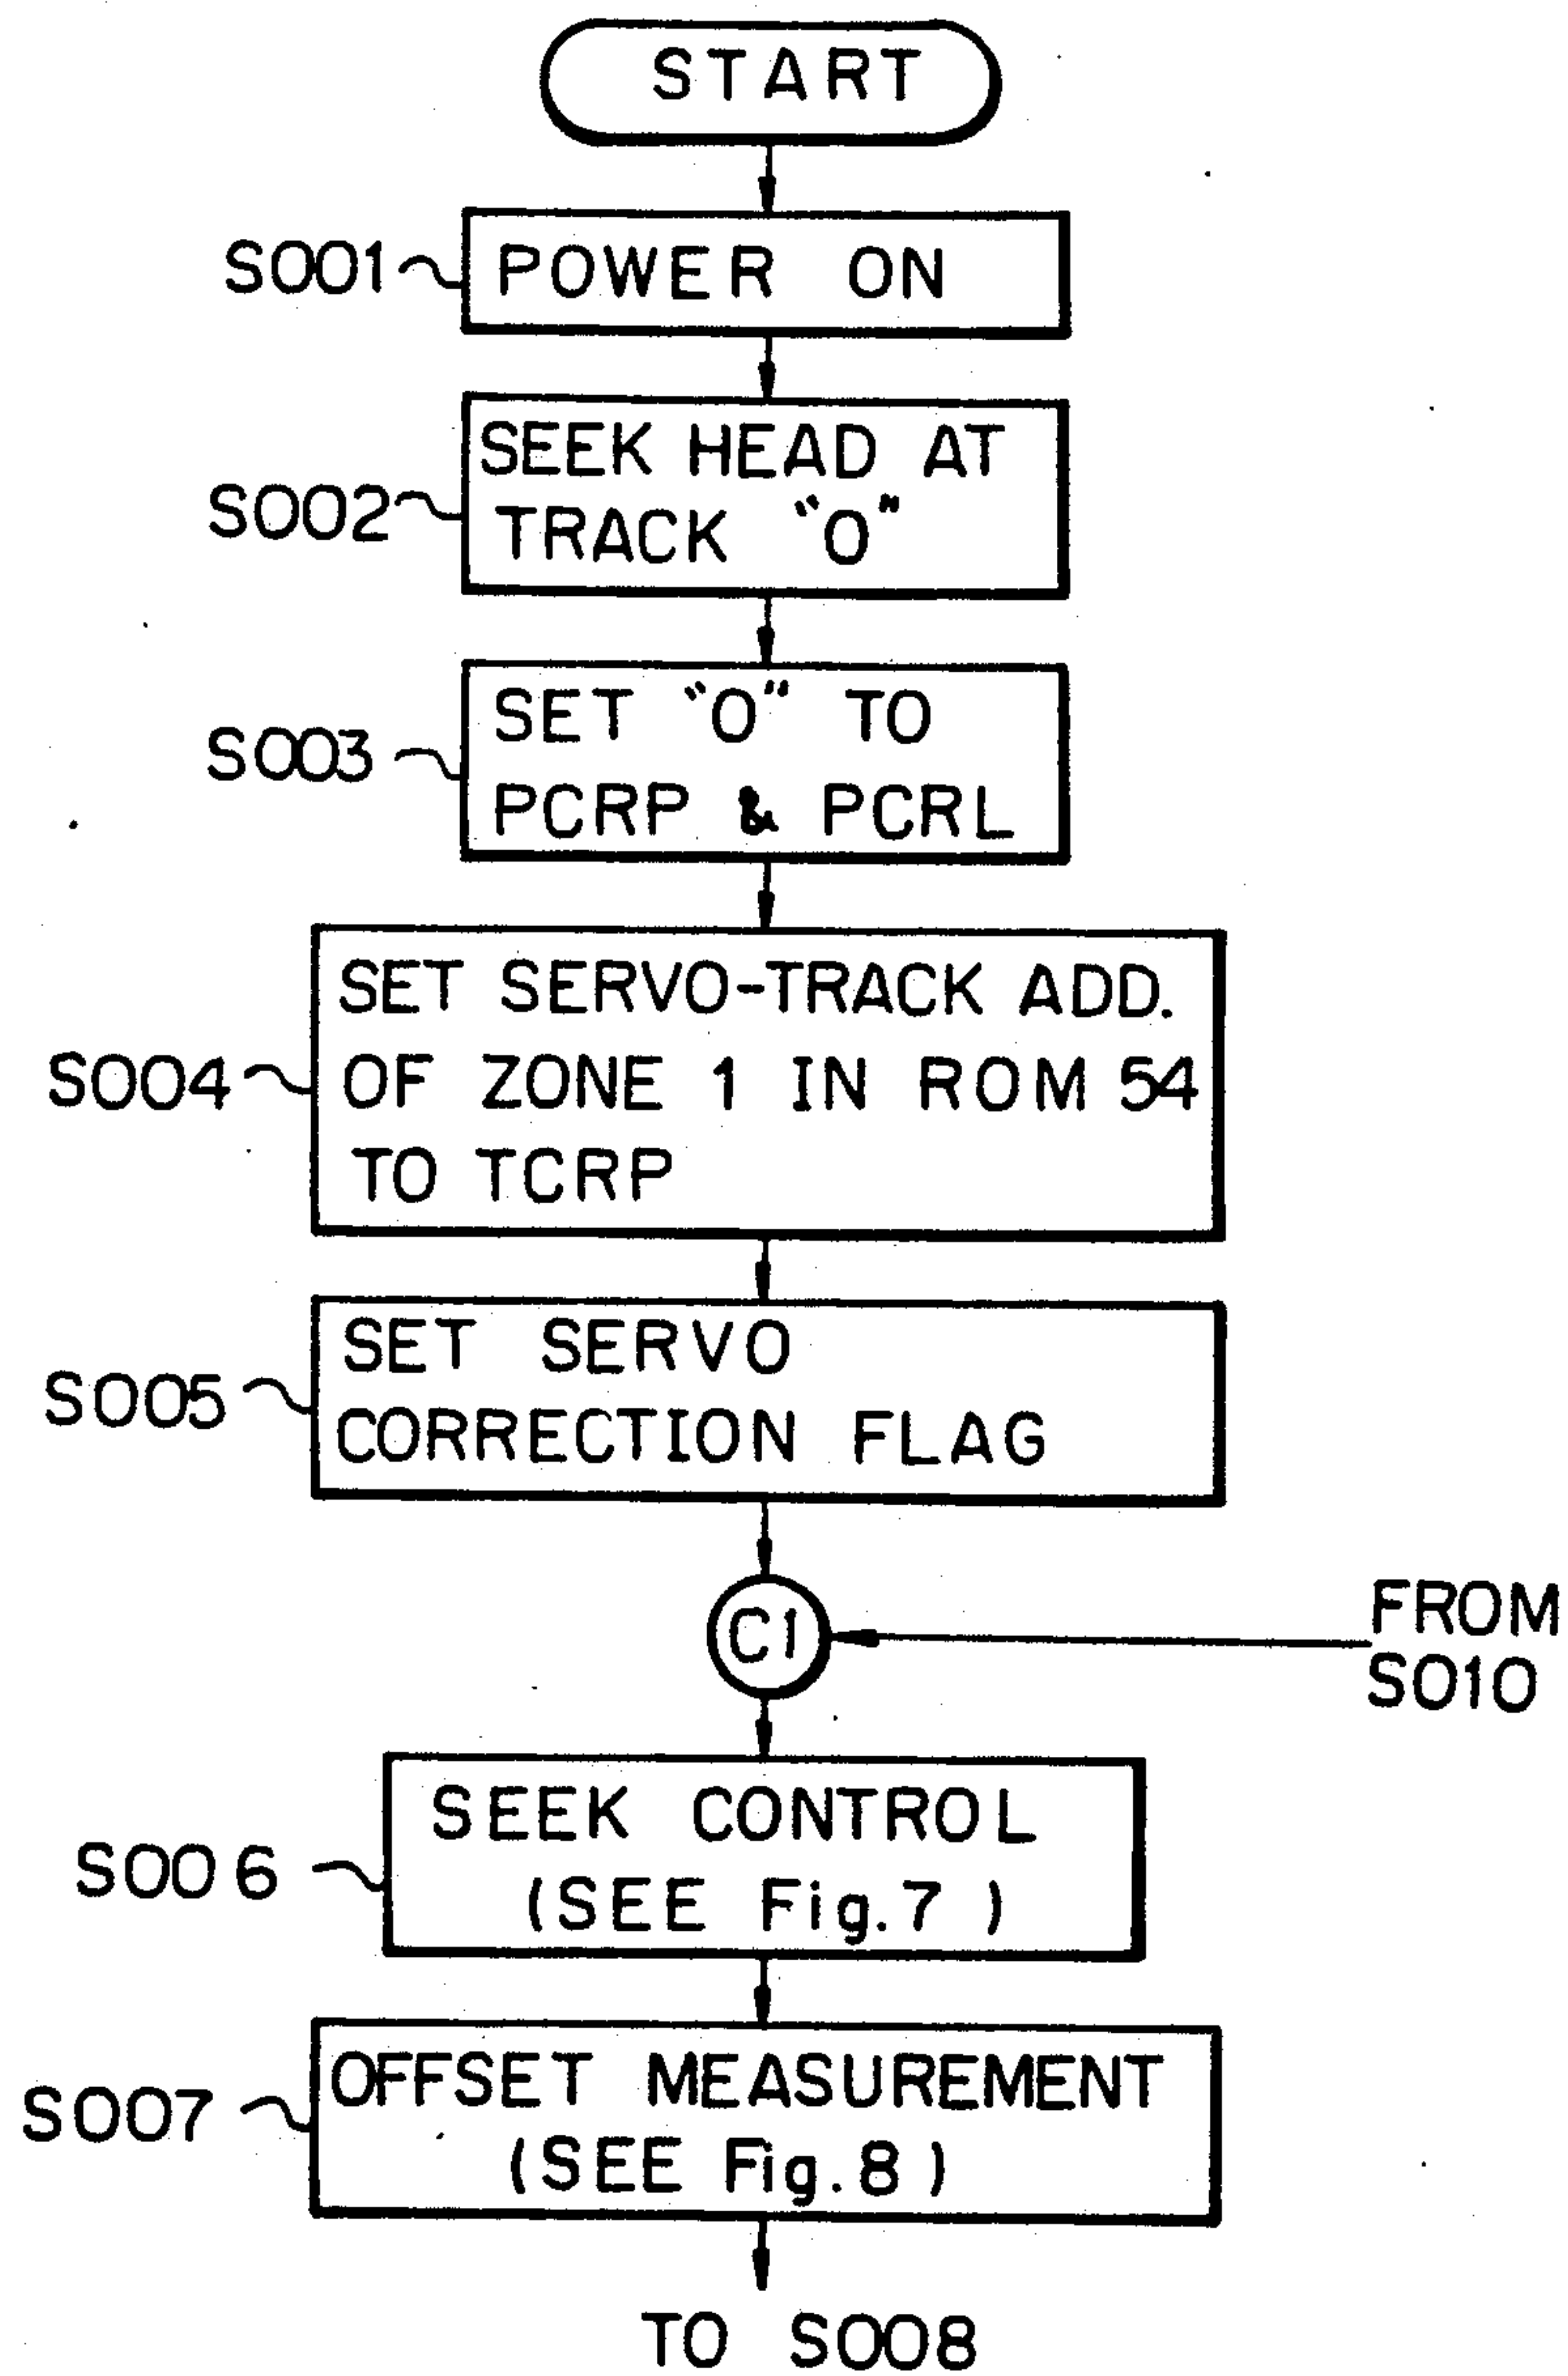 START
S001
POWER ON
SEEK HEAD AT
S002
TRACK "0"
SET "0" TO
S003
PCRP & PCRL
SET SERVO-TRACK ADD.
S004
OF ZONE 1 IN ROM 54
TO TCRP
SET SERVO
S005
CORRECTION FLAG
C1
FROM
S010
SEEK CONTROL
S006
(SEE Fig.7 )
OFFSET MEASUREMENT
S007
(SEE Fig.8 )
TO S008